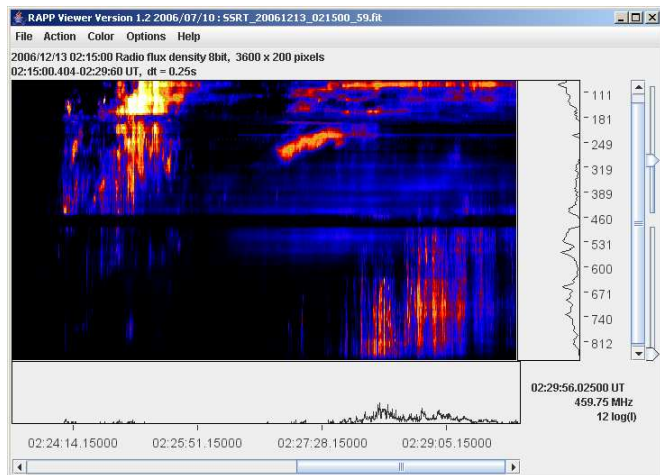 RAPP Viewer Version 1.2 2006/07/10 : SSRT_20061213_021500_59.fit
File Action Color Options Help
2006/12/13 02:15:00 Radio flux density 8bit, 3600 x 200 pixels
02:15:00.404-02:29:60 UT, dt = 0.25s
111
181
249
319
389
460
531
600
671
740
812
02:29:56.02500 UT
459.75 MHz
12 log(I)
02:24:14.15000 02:25:51.15000 02:27:28.15000 02:29:05.15000